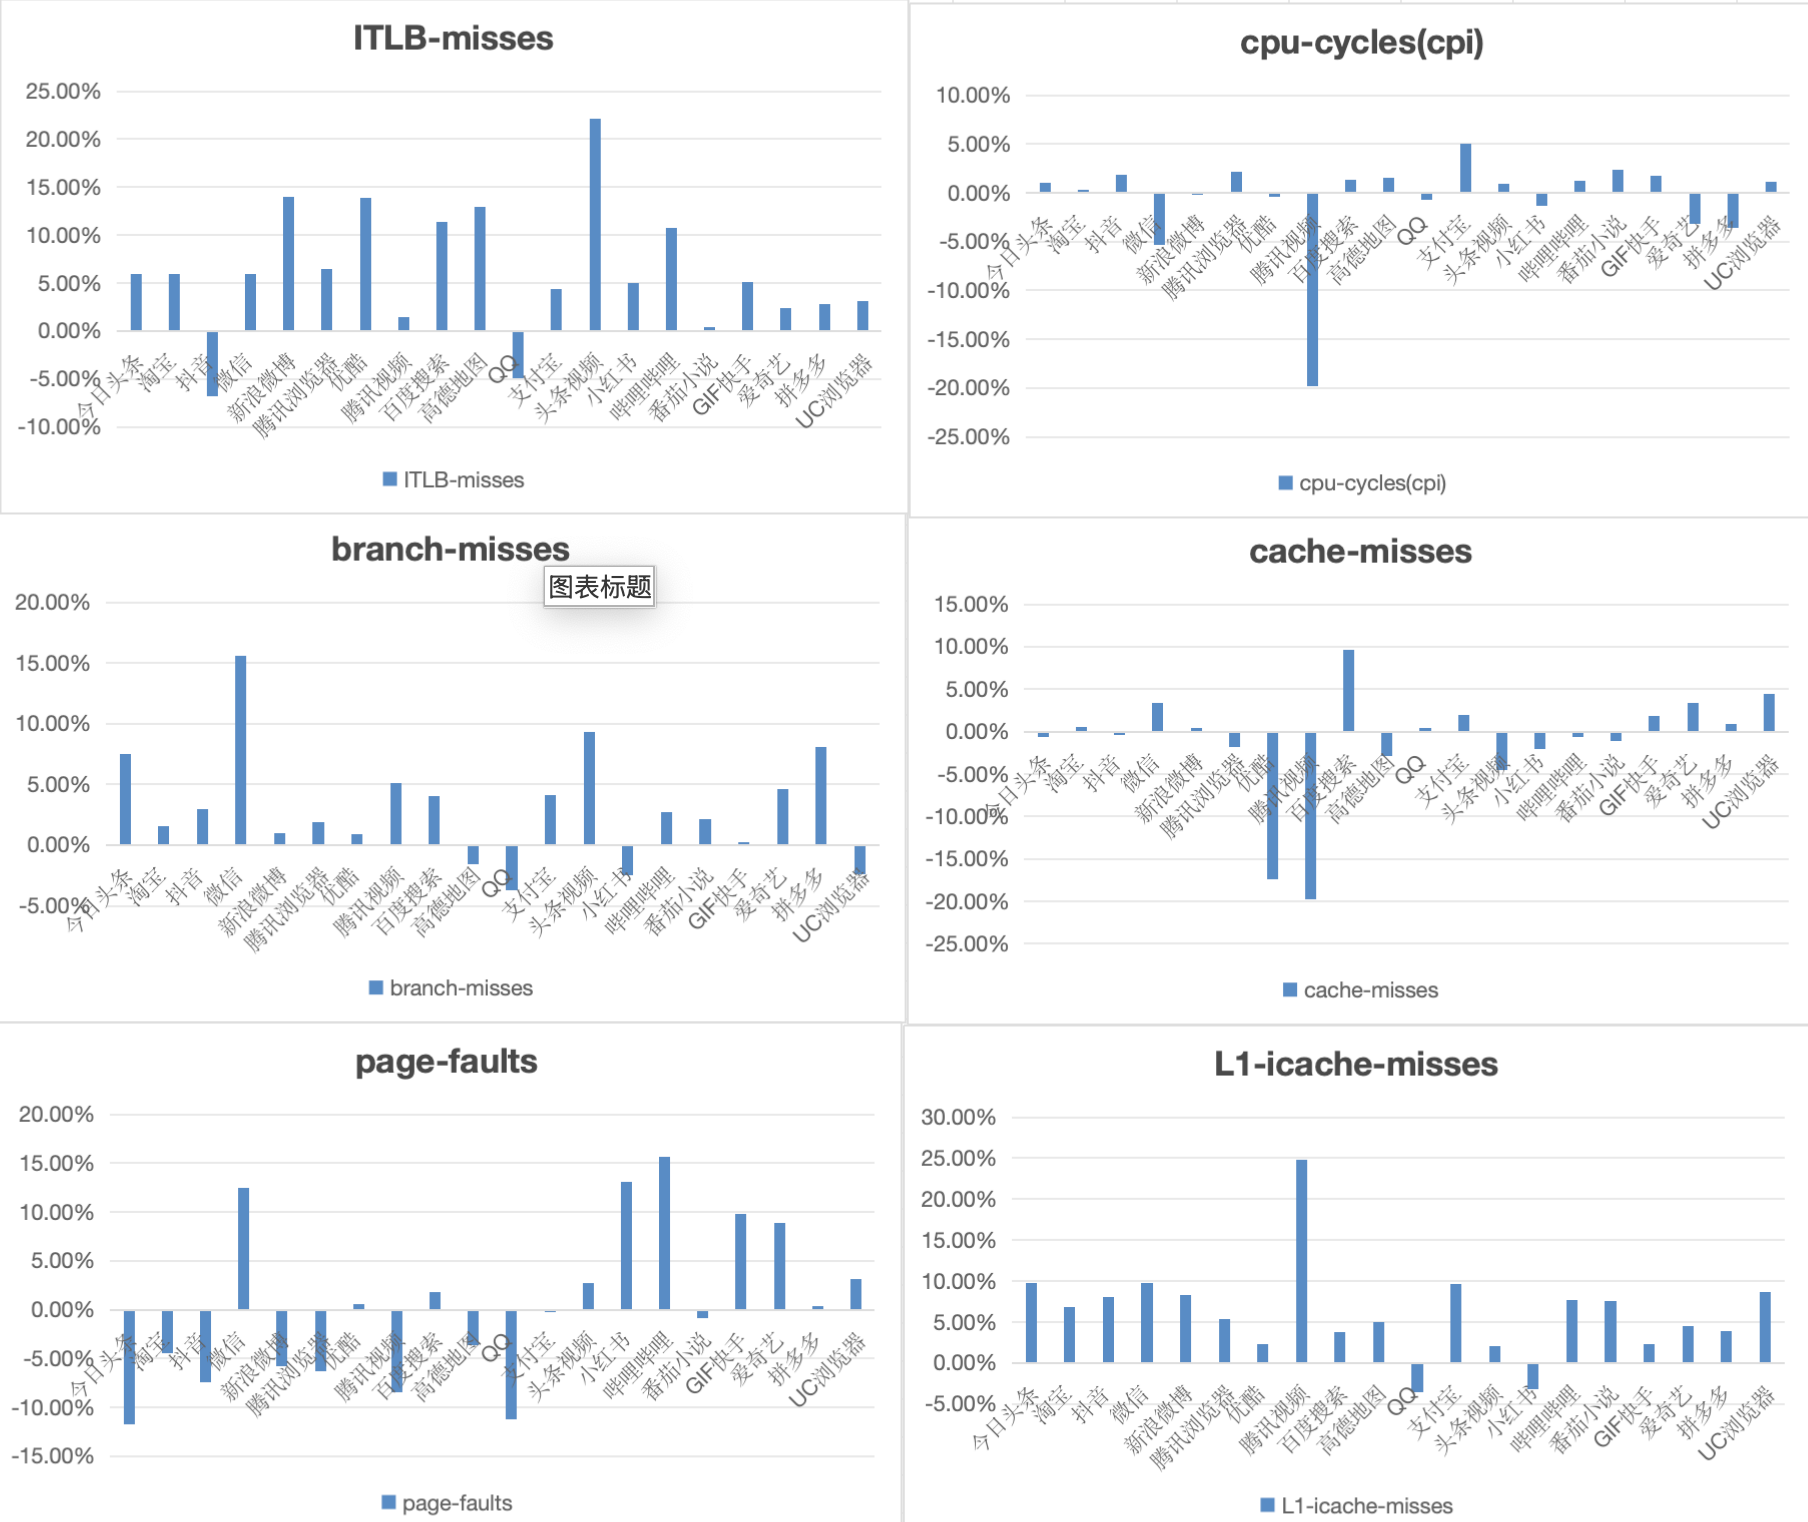 ITLB-misses
25.00%
20.00%
15.00%
10.00%
5.00%
0.00%
-5.00%
-10.00%
今日头条
淘宝
抖音
微信
新浪微博
腾讯浏览器
优酷
腾讯视频
百度搜索
高德地图
QQ
支付宝
头条视频
小红书
哔哩哔哩
番茄小说
GIF快手
爱奇艺
拼多多
UC浏览器
ITLB-misses
cpu-cycles(cpi)
10.00%
5.00%
0.00%
-5.00%
-10.00%
-15.00%
-20.00%
-25.00%
今日头条
淘宝
抖音
微信
新浪微博
腾讯浏览器
优酷
腾讯视频
百度搜索
高德地图
QQ
支付宝
头条视频
小红书
哔哩哔哩
番茄小说
GIF快手
爱奇艺
拼多多
UC浏览器
cpu-cycles(cpi)
branch-misses
图表标题
20.00%
15.00%
10.00%
5.00%
0.00%
-5.00%
今日头条
淘宝
抖音
微信
新浪微博
腾讯浏览器
优酷
腾讯视频
百度搜索
高德地图
QQ
支付宝
头条视频
小红书
哔哩哔哩
番茄小说
GIF快手
爱奇艺
拼多多
UC浏览器
branch-misses
cache-misses
15.00%
10.00%
5.00%
0.00%
-5.00%
-10.00%
-15.00%
-20.00%
-25.00%
今日头条
淘宝
抖音
微信
新浪微博
腾讯浏览器
优酷
腾讯视频
百度搜索
高德地图
QQ
支付宝
头条视频
小红书
哔哩哔哩
番茄小说
GIF快手
爱奇艺
拼多多
UC浏览器
cache-misses
page-faults
20.00%
15.00%
10.00%
5.00%
0.00%
-5.00%
-10.00%
-15.00%
今日头条
淘宝
抖音
微信
新浪微博
腾讯浏览器
优酷
腾讯视频
百度搜索
高德地图
QQ
支付宝
头条视频
小红书
哔哩哔哩
番茄小说
GIF快手
爱奇艺
拼多多
UC浏览器
page-faults
L1-icache-misses
30.00%
25.00%
20.00%
15.00%
10.00%
5.00%
0.00%
-5.00%
今日头条
淘宝
抖音
微信
新浪微博
腾讯浏览器
优酷
腾讯视频
百度搜索
高德地图
QQ
支付宝
头条视频
小红书
哔哩哔哩
番茄小说
GIF快手
爱奇艺
拼多多
UC浏览器
L1-icache-misses